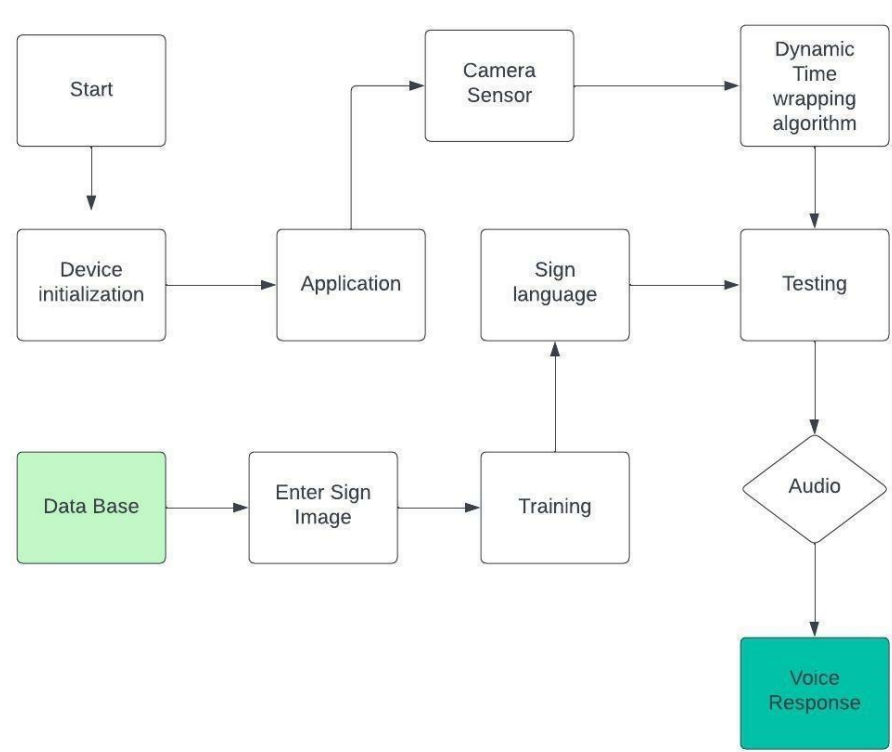 Start
Camera
Sensor
Dynamic
Time
wrapping
algorithm
Device
initialization
Application
Sign
language
Testing
Data Base
Enter Sign
Image
Training
Audio
Voice
Response